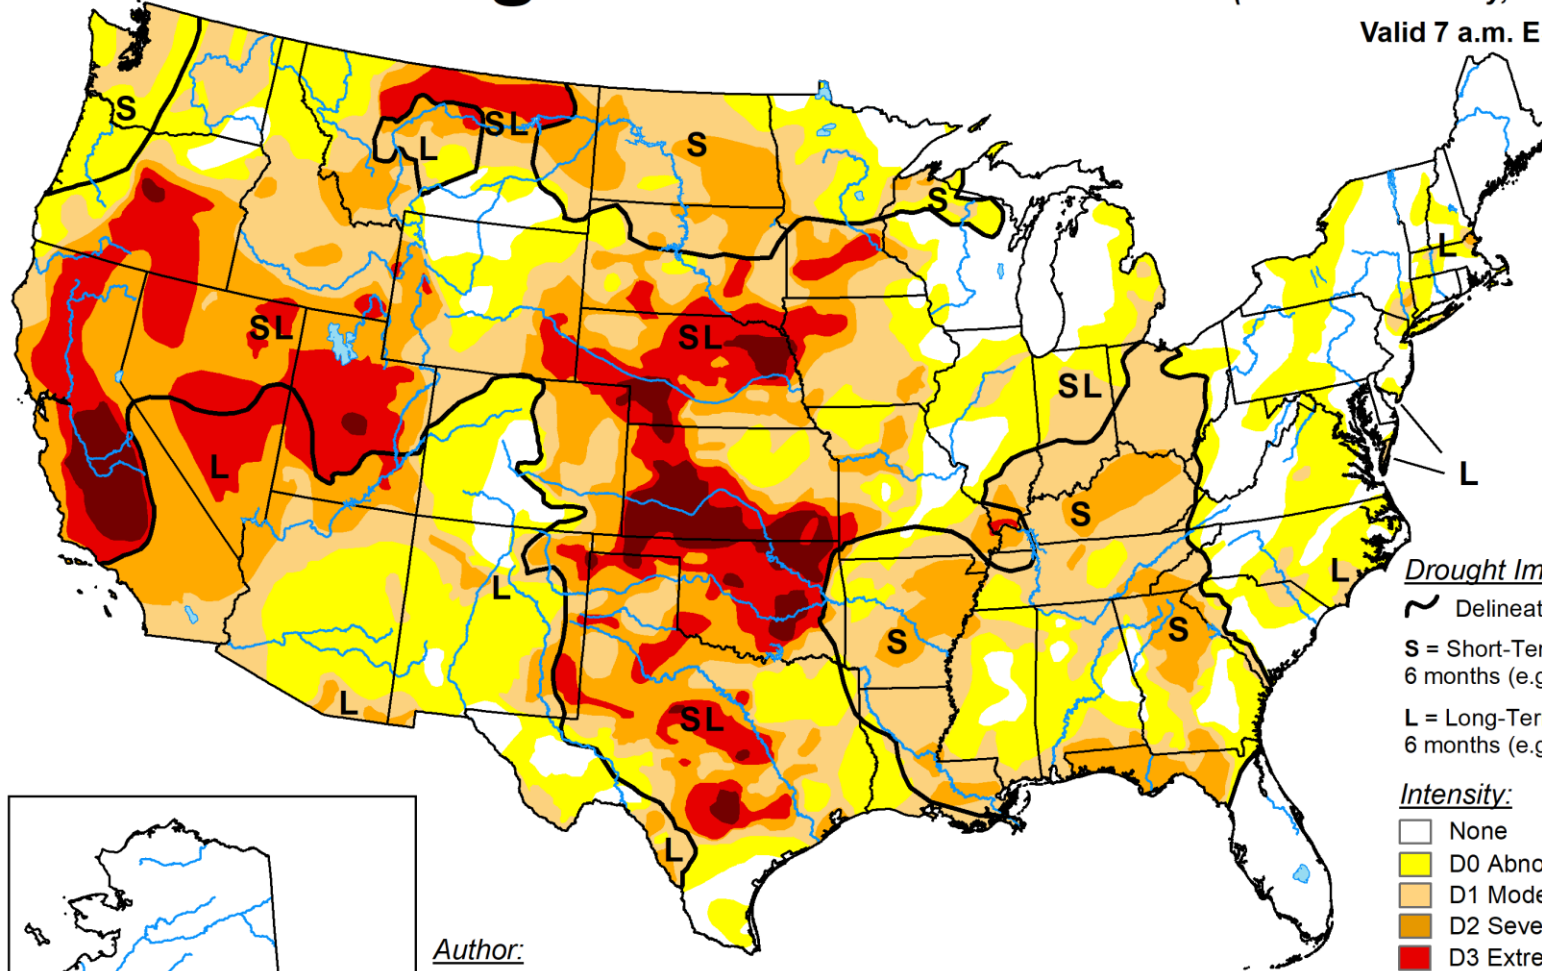 Valid 7 a.m. E
S
SL
S
L
S
L
SL
SL
SL
L
L
S
L
L
S
S
L
SL
L
L
Drought Im
Delineat
S = Short-Ter
6 months (e.g
L = Long-Ter
6 months (e.g
Intensity:
None
D0 Abno
D1 Mode
D2 Seve
D3 Extre
Author: